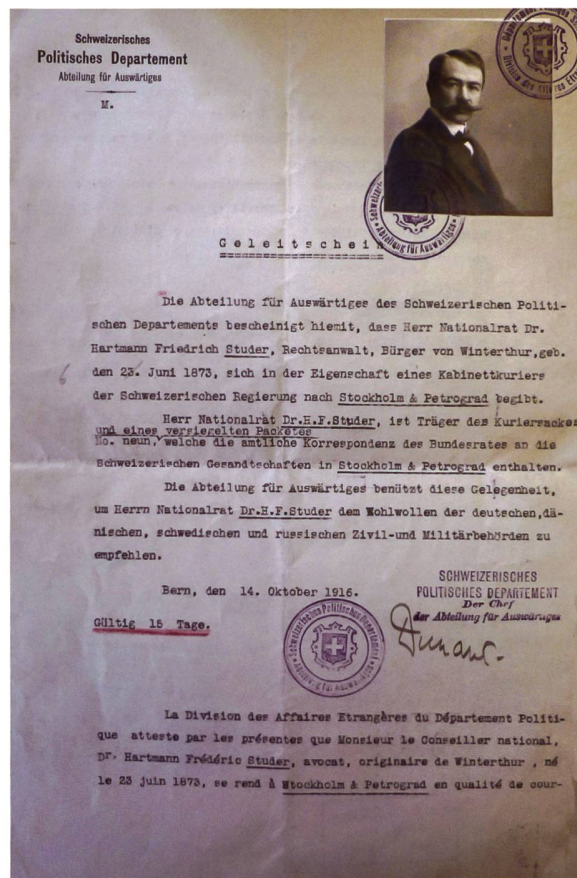 Schweizerisches
Politisches Departement
Abteilung für Auswärtiges
M.
Geleitschein
Die Abteilung für Auswärtiges des Schweizerischen Politi-
schen Departements bescheinigt hiemit, dass Herr Nationalrat Dr.
Hartmann Friedrich Studer, Rechtsanwalt, Bürger von Winterthur,geb.
den 23. Juni 1873, sich in der Eigenschaft eines Kabinettkuriers
der Schweizerischen Regierung nach Stockholm & Petrograd begibt.
Herr Nationalrat Dr.H.F.Studer, ist Träger des Kuriersackes
und eines versiegelten Packetes
No. neun, welche die amtliche Korrespondenz des Bundesrates an die
Schweizerischen Gesandtschaften in Stockholm & Petrograd enthalten.
Die Abteilung für Auswärtiges benützt diese Gelegenheit,
um Herrn Nationalrat Dr.H.F.Studer dem Wohlwollen der deutschen,dä-
nischen, schwedischen und russischen Zivil-und Militärbehörden zu
empfehlen.
Bern, den 14. Oktober 1916.
SCHWEIZERISCHES
POLITISCHES DEPARTEMENT
Der Chef
der Abteilung für Auswärtiges
Gültig 15 Tage.
Schweizerisches Politisches Departement
Abteilung für Auswärtiges
Dunant.
La Division des Affaires Etrangères du Département Politi-
que atteste par les présentes que Monsieur le Conseiller national,
Dr. Hartmann Frédéric Studer, avocat, originaire de Winterthur , né
le 23 juin 1873, se rend à Stockholm & Petrograd en qualité de cour-